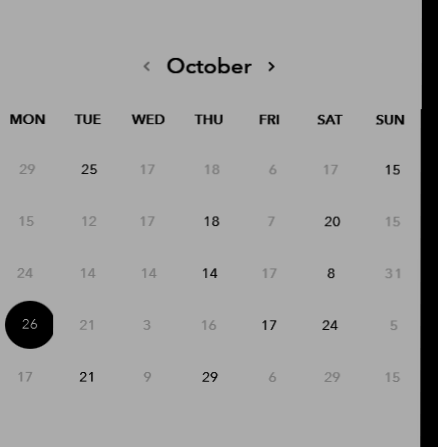 ‹ October ›
MON TUE WED THU FRI SAT SUN
29 25 17 18 6 17 15
15 12 17 18 7 20 15
24 14 14 14 17 8 31
26 21 3 16 17 24 5
17 21 9 29 6 29 15